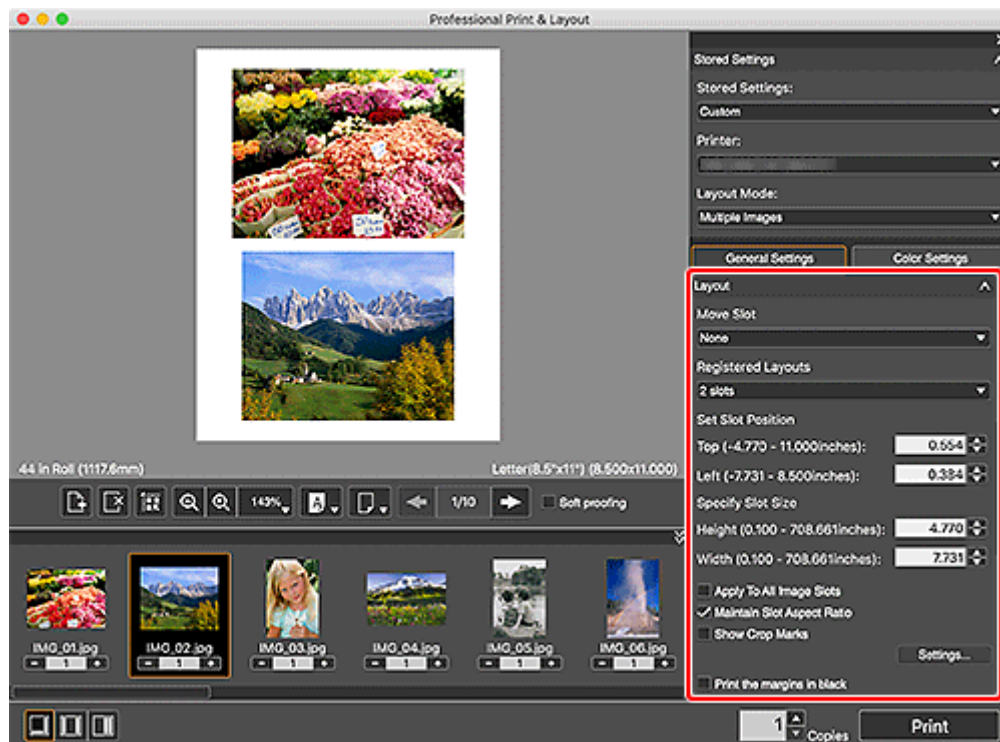 Professional Print & Layout
Stored Settings
Stored Settings:
Custom
Printer:
Layout Mode:
Multiple Images
General Settings
Color Settings
Layout
Move Slot
None
Registered Layouts
2 slots
Set Slot Position
Top (-4.770 - 11.000inches):
0.554
Left (-7.731 - 8.500inches):
0.384
Specify Slot Size
Height (0.100 - 708.661inches):
4.770
Width (0.100 - 708.661inches):
7.731
Apply To All Image Slots
Maintain Slot Aspect Ratio
Show Crop Marks
Settings...
Print the margins in black
44 in Roll (1117.6mm)
Letter(8.5"x11") (8.500x11.000)
143%
1/10
Soft proofing
IMG_01.jpg
IMG_02.jpg
IMG_03.jpg
IMG_04.jpg
IMG_05.jpg
IMG_06.jpg
1
1
1
1
1
1
1
Copies
Print